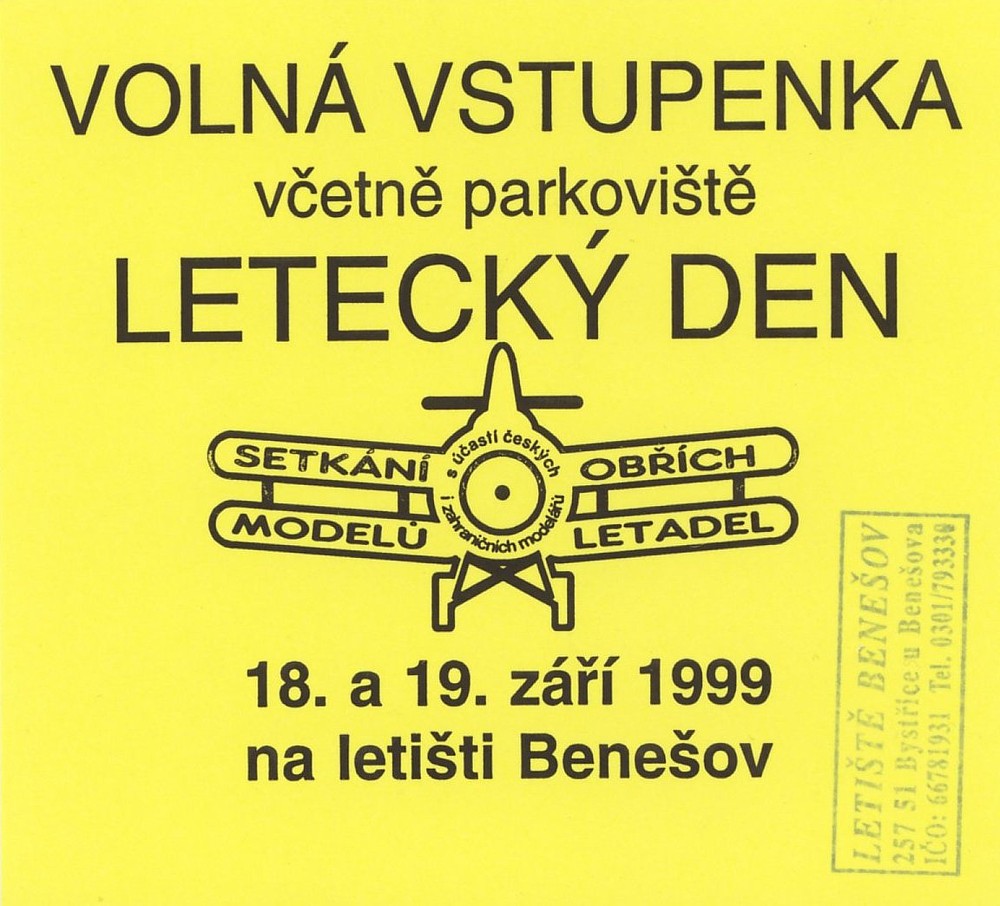 VOLNÁ VSTUPENKA
včetně parkoviště
LETECKÝ DEN
SETKÁNÍ OBŘÍCH
MODELŮ LETADEL
s účastí českých
i zahraničních modelářů
18. a 19. září 1999
na letišti Benešov
LETIŠTĚ BENEŠOV
257 51 Bystřice u Benešova
IČO: 66781931 Tel. 0301/793330